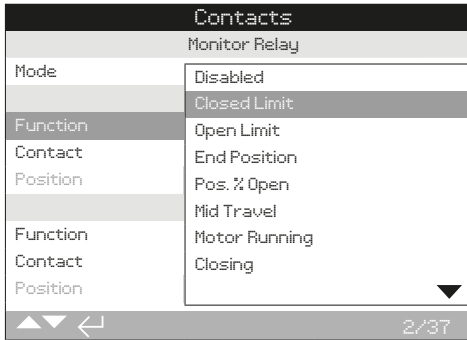 Contacts
Monitor Relay
Mode
Function
Contact
Position
Function
Contact
Position
Disabled
Closed Limit
Open Limit
End Position
Pos. % Open
Mid Travel
Motor Running
Closing
2/37